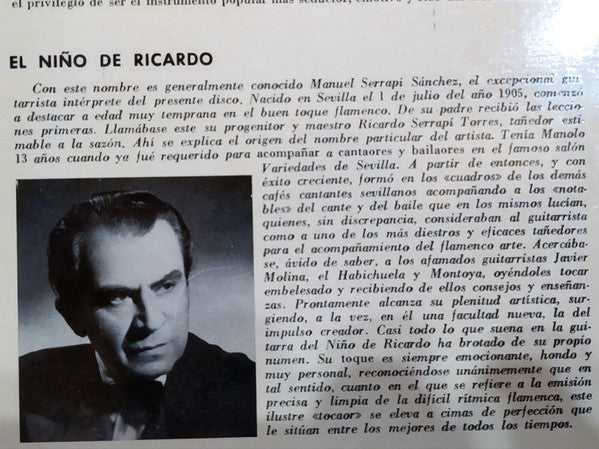 el privilegio de ser el instrumento popular más seductor, emotivo y
EL NIÑO DE RICARDO
Con este nombre es generalmente conocido Manuel Serrapí Sánchez, el excepcional gui-
tarrista intérprete del presente disco. Nacido en Sevilla el 1 de julio del año 1905, comenzó
a destacar a edad muy temprana en el buen toque flamenco. De su padre recibió las leccio-
nes primeras. Llamábase este su progenitor y maestro Ricardo Serrapí Torres, tañedor esti-
mable a la sazón. Ahí se explica el origen del nombre particular del artista. Tenía Manolo
13 años cuando ya fué requerido para acompañar a cantaores y bailaores en el famoso salón
Variedades de Sevilla. A partir de entonces, y con
éxito creciente, formó en los «cuadros» de los demás
cafés cantantes sevillanos acompañando a los «nota-
bles» del cante y del baile que en los mismos lucían,
quienes, sin discrepancia, consideraban al guitarrista
como a uno de los más diestros y eficaces tañedores
para el acompañamiento del flamenco arte. Acercába-
se, ávido de saber, a los afamados guitarristas Javier
Molina, el Habichuela y Montoya, oyéndoles tocar
embelesado y recibiendo de ellos consejos y enseñan-
zas. Prontamente alcanza su plenitud artística, sur-
giendo, a la vez, en él una facultad nueva, la del
impulso creador. Casi todo lo que suena en la gui-
tarra del Niño de Ricardo ha brotado de su propio
numen. Su toque es siempre emocionante, hondo y
muy personal, reconociéndose unánimemente que en
tal sentido, cuanto en el que se refiere a la emisión
precisa y limpia de la difícil rítmica flamenca, este
ilustre «tocaor» se eleva a cimas de perfección que
le sitúan entre los mejores de todos los tiempos.